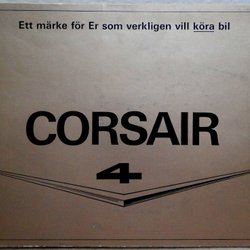 Ett märke för Er som verkligen vill köra bil
CORSAIR
4